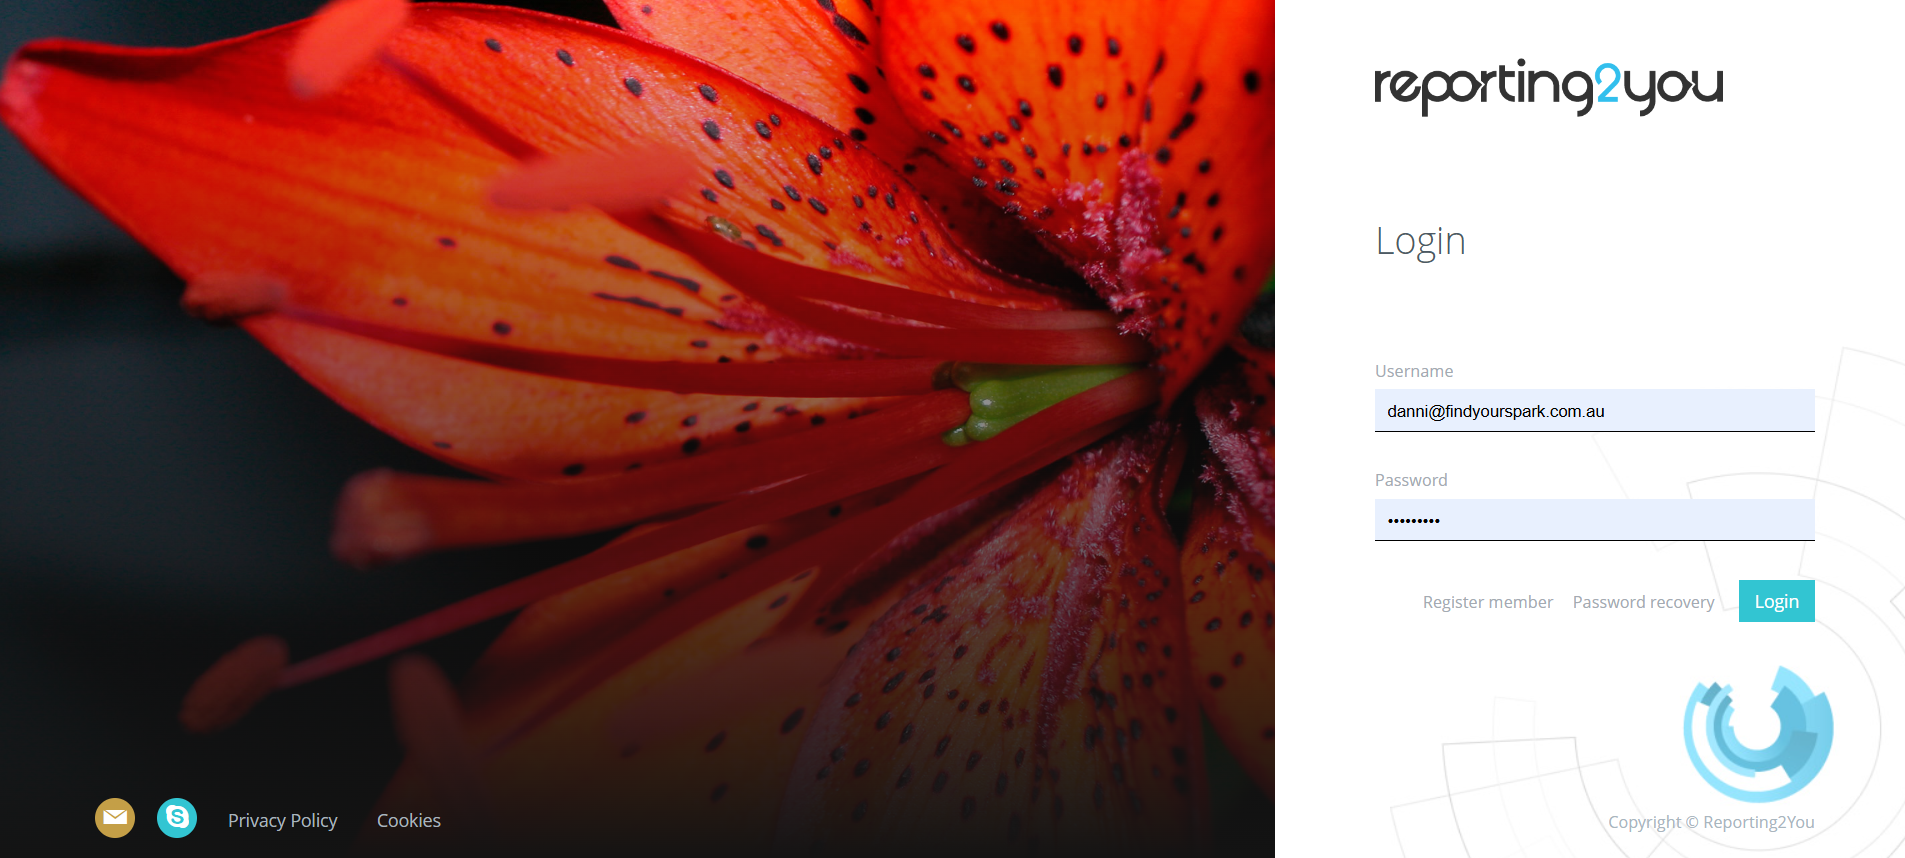 reporting2you
Login
Username
danni@findyourspark.com.au
Password
•••••••••
Register member Password recovery Login
Privacy Policy Cookies
Copyright © Reporting2You